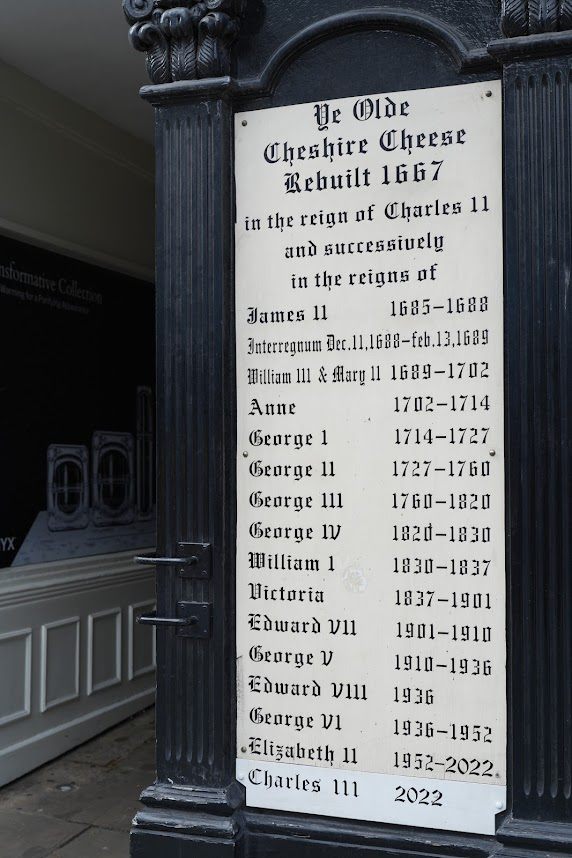 Ye Olde
Cheshire Cheese
Rebuilt 1667
in the reign of Charles 11
and successively
in the reigns of
James 11 1685-1688
Interregnum Dec.11,1688-feb.13,1689
William 111 & Mary 11 1689-1702
Anne 1702-1714
George 1 1714-1727
George 11 1727-1760
George 111 1760-1820
George 1V 1820-1830
William 1 1830-1837
Victoria 1837-1901
Edward V11 1901-1910
George V 1910-1936
Edward V111 1936
George V1 1936-1952
Elizabeth 11 1952-2022
Charles 111 2022
nsformative Collection
YX